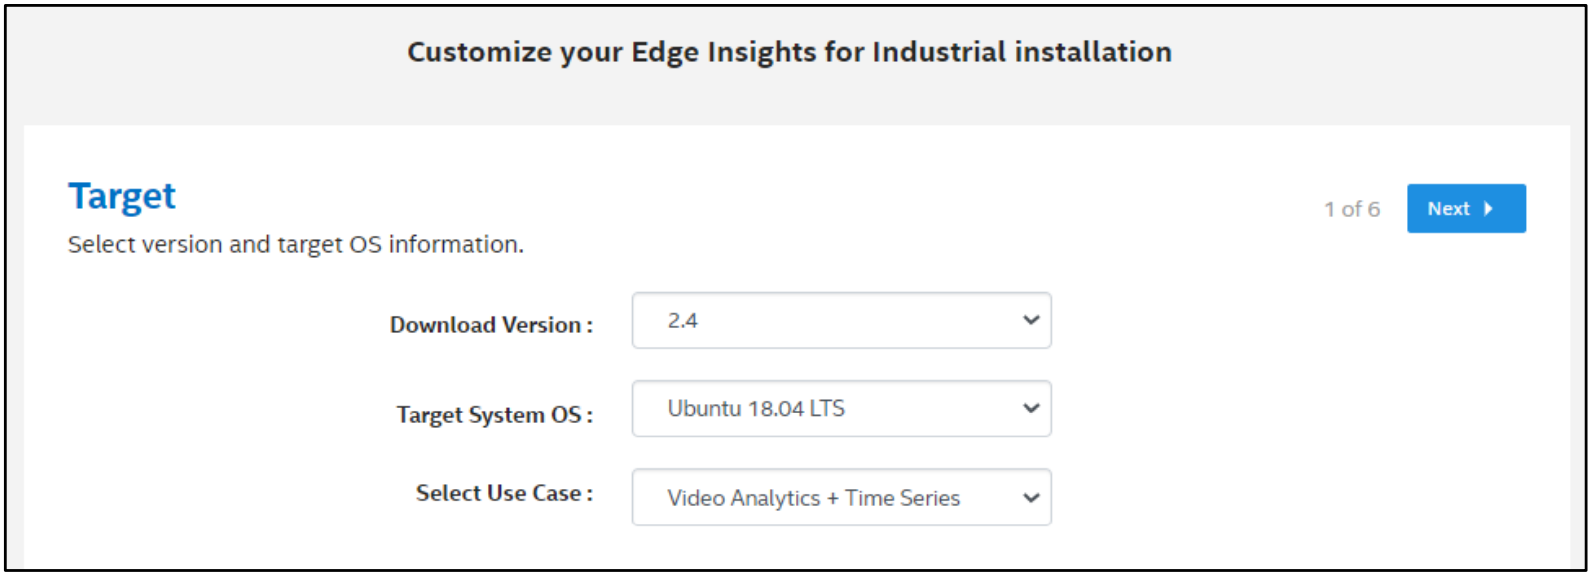 Customize your Edge Insights for Industrial installation
Target
1 of 6
Next
Select version and target OS information.
Download Version :
2.4
Target System OS :
Ubuntu 18.04 LTS
Select Use Case :
Video Analytics + Time Series